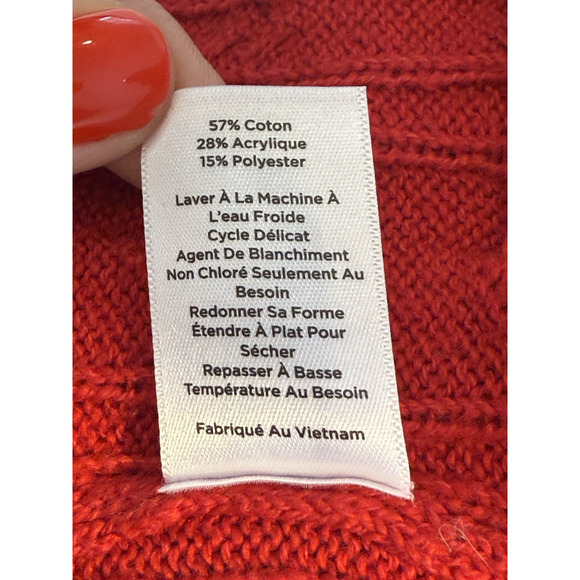 57% Coton
28% Acrylique
15% Polyester
Laver À La Machine À
L'eau Froide
Cycle Délicat
Agent De Blanchiment
Non Chloré Seulement Au
Besoin
Redonner Sa Forme
Étendre À Plat Pour
Sécher
Repasser À Basse
Température Au Besoin
Fabriqué Au Vietnam